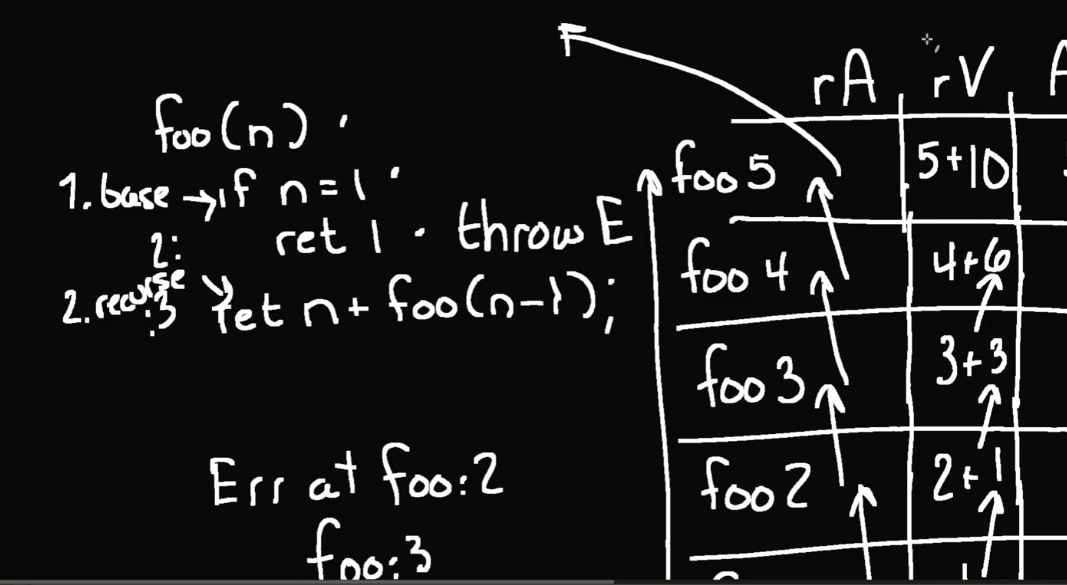 foo(n)
1. base → if n = 1
2: ret 1 · throw E
2. recurse :3 ret n + foo(n-1);
Err at foo:2
foo:3
rA rV A
foo 5 5+10
foo 4 4+6
foo 3 3+3
foo 2 2+1